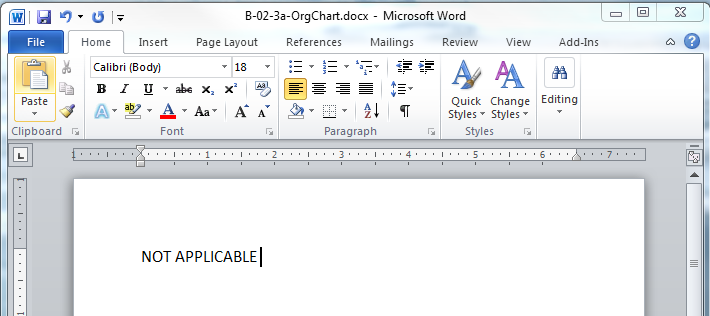 B-02-3a-OrgChart.docx - Microsoft Word
File Home Insert Page Layout References Mailings Review View Add-Ins
Calibri (Body) 18
Paste
B I U abc x₂ x²
A ab A Aa A A
Quick Styles
Change Styles
Editing
Clipboard Font Paragraph Styles
1 1 2 3 4 5 6 7
NOT APPLICABLE